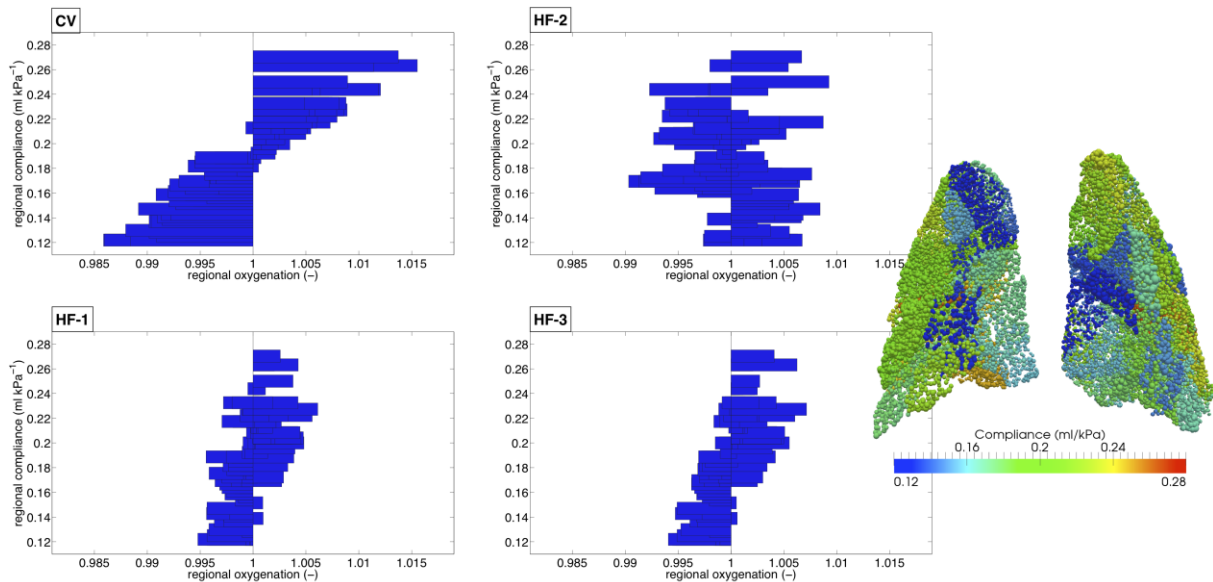 CV
regional compliance (ml kPa⁻¹)
0.28
0.26
0.24
0.22
0.2
0.18
0.16
0.14
0.12
0.985 0.99 0.995 1 1.005 1.01 1.015
regional oxygenation (–)
HF-2
regional compliance (ml kPa⁻¹)
0.28
0.26
0.24
0.22
0.2
0.18
0.16
0.14
0.12
0.985 0.99 0.995 1 1.005 1.01 1.015
regional oxygenation (–)
HF-1
regional compliance (ml kPa⁻¹)
0.28
0.26
0.24
0.22
0.2
0.18
0.16
0.14
0.12
0.985 0.99 0.995 1 1.005 1.01 1.015
regional oxygenation (–)
HF-3
regional compliance (ml kPa⁻¹)
0.28
0.26
0.24
0.22
0.2
0.18
0.16
0.14
0.12
0.985 0.99 0.995 1 1.005 1.01 1.015
regional oxygenation (–)
Compliance (ml/kPa)
0.16 0.2 0.24
0.12 0.28